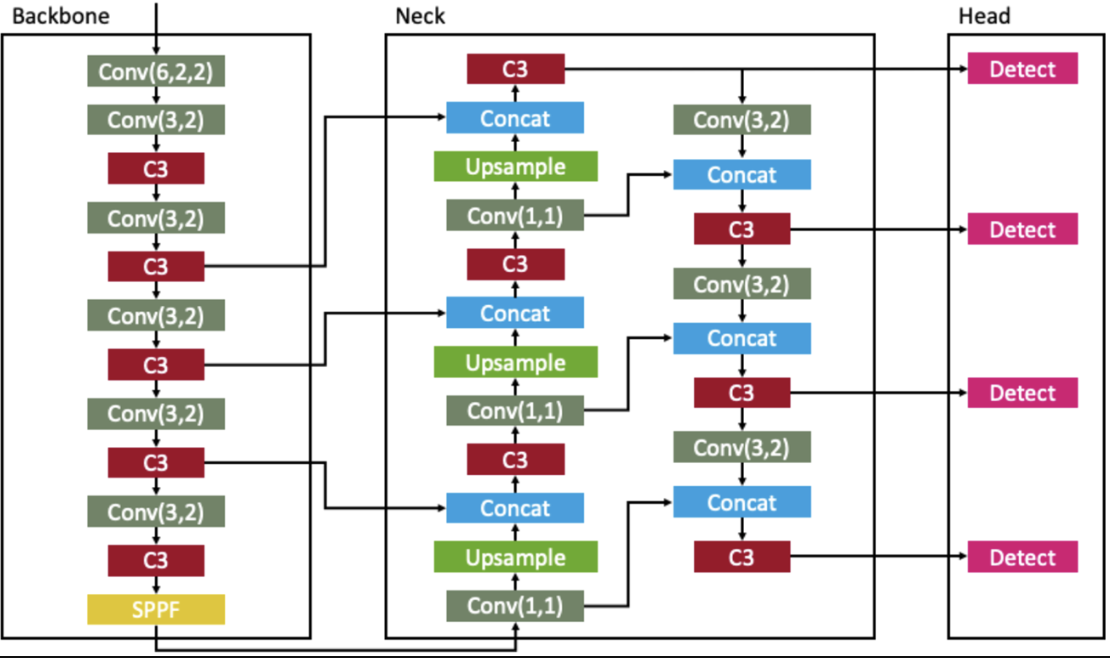 Backbone
Conv(6,2,2)
Conv(3,2)
C3
Conv(3,2)
C3
Conv(3,2)
C3
Conv(3,2)
C3
Conv(3,2)
C3
SPPF
Neck
C3
Concat
Upsample
Conv(1,1)
C3
Concat
Upsample
Conv(1,1)
C3
Concat
Upsample
Conv(1,1)
Conv(3,2)
Concat
C3
Conv(3,2)
Concat
C3
Conv(3,2)
Concat
C3
Head
Detect
Detect
Detect
Detect